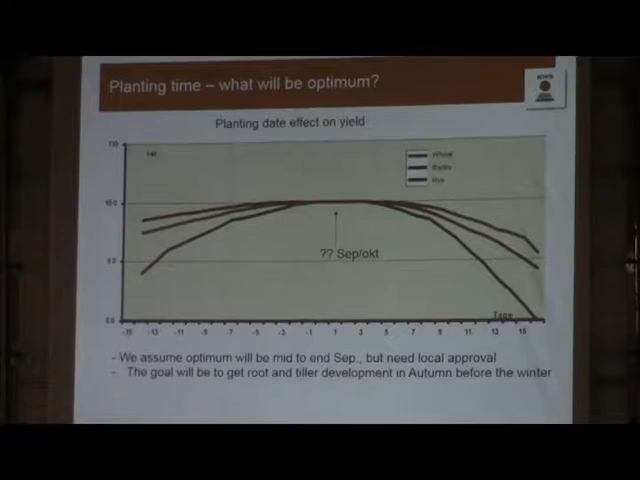 Planting time – what will be optimum?
KWS
Planting date effect on yield
Wheat
Barley
Rye
?? Sep/okt
Tage
-15 -13 -11 -9 -7 -5 -3 -1 1 3 5 7 9 11 13 15
- We assume optimum will be mid to end Sep., but need local approval
- The goal will be to get root and tiller development in Autumn before the winter